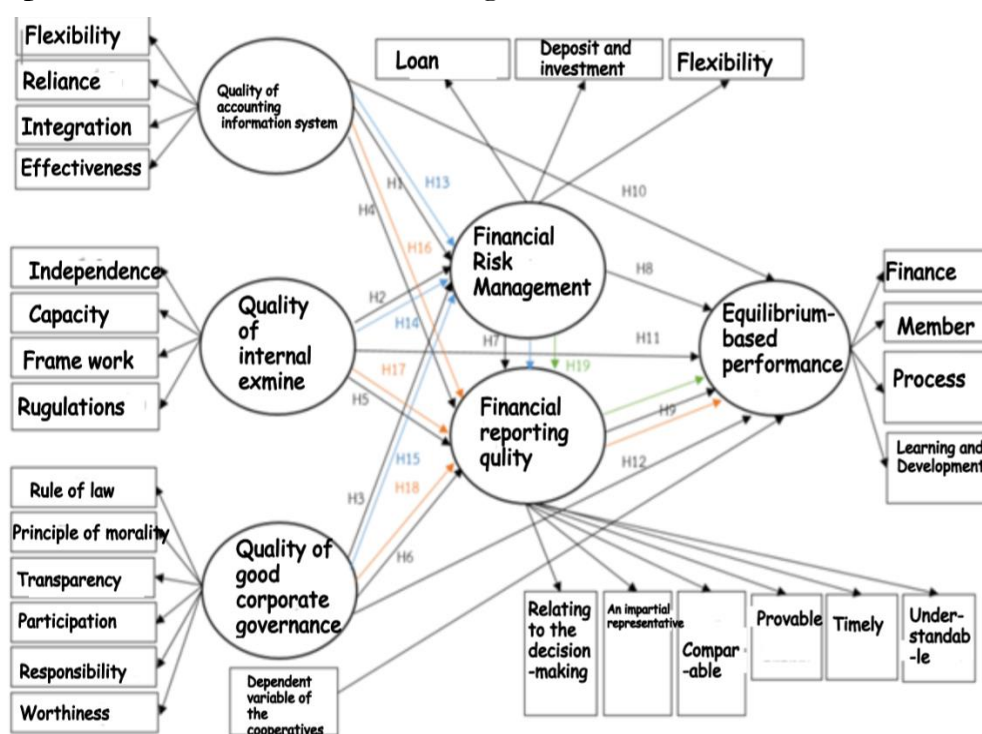 Flexibility
Reliance
Integration
Effectiveness
Quality of
accounting
information system
Loan
Deposit and
investment
Flexibility
H1
H13
H4
H16
H10
Independence
Capacity
Frame work
Rugulations
Quality
of
internal
exmine
H2
H14
H17
H5
Financial
Risk
Management
H8
H7
H19
H11
Equilibrium-
based
performance
Finance
Member
Process
Learning and
Development
Financial
reporting
qulity
H9
H12
H15
H18
H3
H6
Rule of law
Principle of morality
Transparency
Participation
Responsibility
Worthiness
Quality of
good
corporate
governance
Dependent
variable of
the
cooperatives
Relating
to the
decision
-making
An impartial
representative
Compar
-able
Provable
Timely
Under-
standab
-le